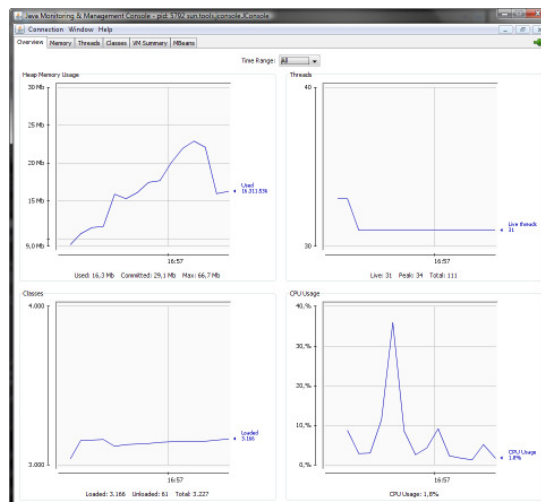 Java Monitoring & Management Console - pid: 5792 sun.tools.jconsole.JConsole
Connection Window Help
Overview Memory Threads Classes VM Summary MBeans
Time Range: All
Heap Memory Usage
30 Mb
25 Mb
20 Mb
15 Mb
9,0 Mb
Used
16.311.536
16:57
Used: 16,3 Mb Committed: 29,1 Mb Max: 66,7 Mb
Threads
40
30
Live threads
31
16:57
Live: 31 Peak: 34 Total: 111
Classes
4.000
3.000
Loaded
3.166
16:57
Loaded: 3.166 Unloaded: 61 Total: 3.227
CPU Usage
40,%
30,%
20,%
10,%
0,%
CPU Usage
1,8%
16:57
CPU Usage: 1,8%